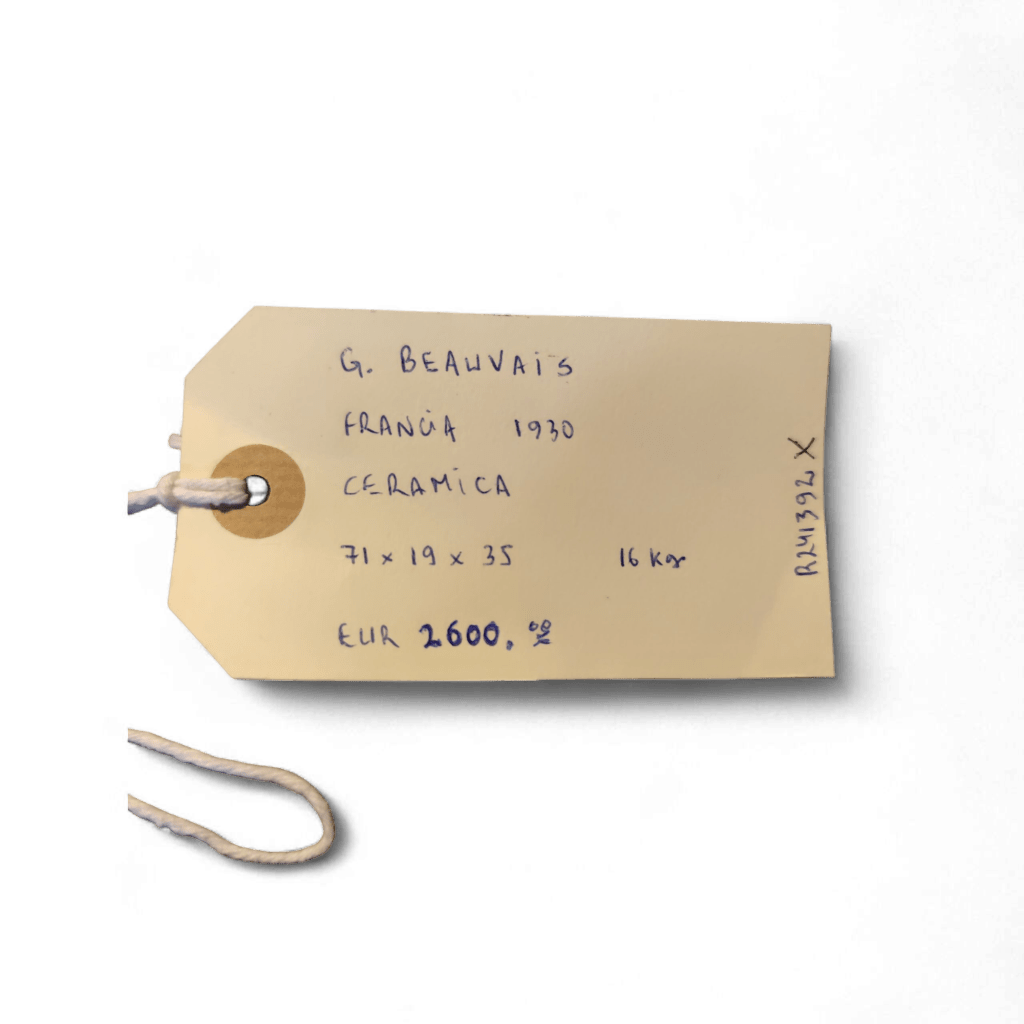 G. BEAUVAiS
FRANCiA 1930
CERAMiCA
71 x 19 x 35 16 Kgr
EUR 2600,00
R241392 X